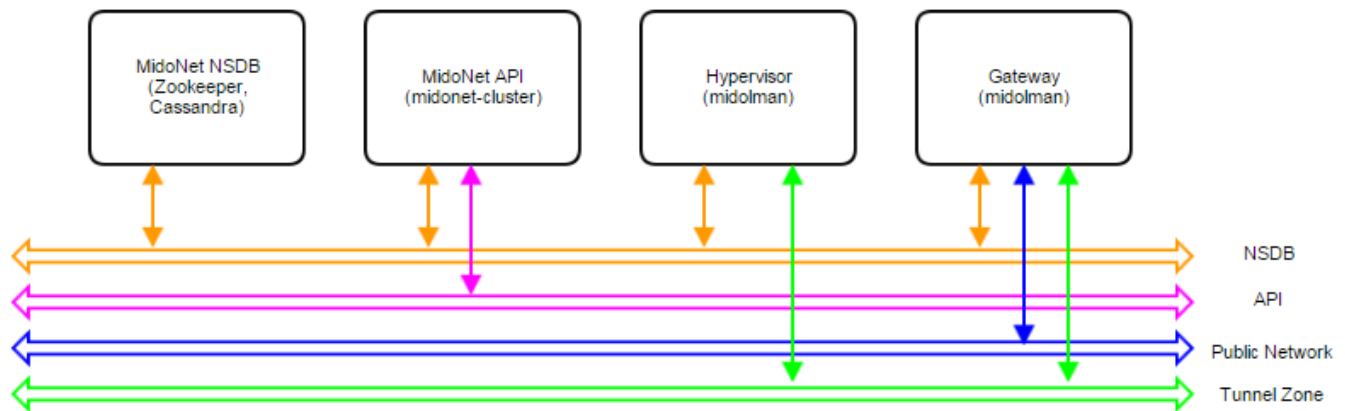 MidoNet NSDB
(Zookeeper,
Cassandra)
MidoNet API
(midonet-cluster)
Hypervisor
(midolman)
Gateway
(midolman)
NSDB
API
Public Network
Tunnel Zone